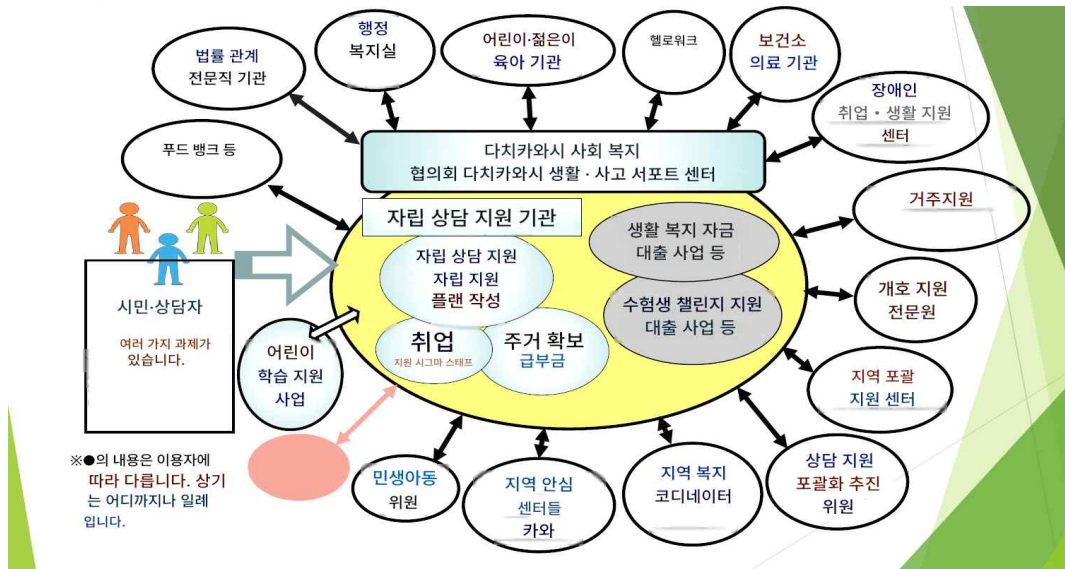 법률 관계
전문직 기관
행정
복지실
어린이·젊은이
육아 기관
헬로워크
보건소
의료 기관
장애인
취업・생활 지원
센터
푸드 뱅크 등
다치카와시 사회 복지
협의회 다치카와시 생활 · 사고 서포트 센터
거주지원
자립 상담 지원 기관
자립 상담 지원
자립 지원
플랜 작성
생활 복지 자금
대출 사업 등
수험생 챌린지 지원
대출 사업 등
개호 지원
전문원
시민·상담자
여러 가지 과제가
있습니다.
어린이
학습 지원
사업
취업
지원 시그마 스태프
주거 확보
급부금
지역 포괄
지원 센터
※●의 내용은 이용자에
따라 다릅니다. 상기
는 어디까지나 일례
입니다.
민생아동
위원
지역 안심
센터들
카와
지역 복지
코디네이터
상담 지원
포괄화 추진
위원